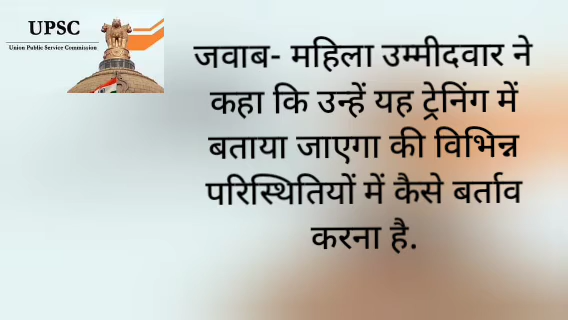 UPSC
Union Public Service Commission
जवाब- महिला उम्मीदवार ने
कहा कि उन्हें यह ट्रेनिंग में
बताया जाएगा की विभिन्न
परिस्थितियों में कैसे बर्ताव
करना है.